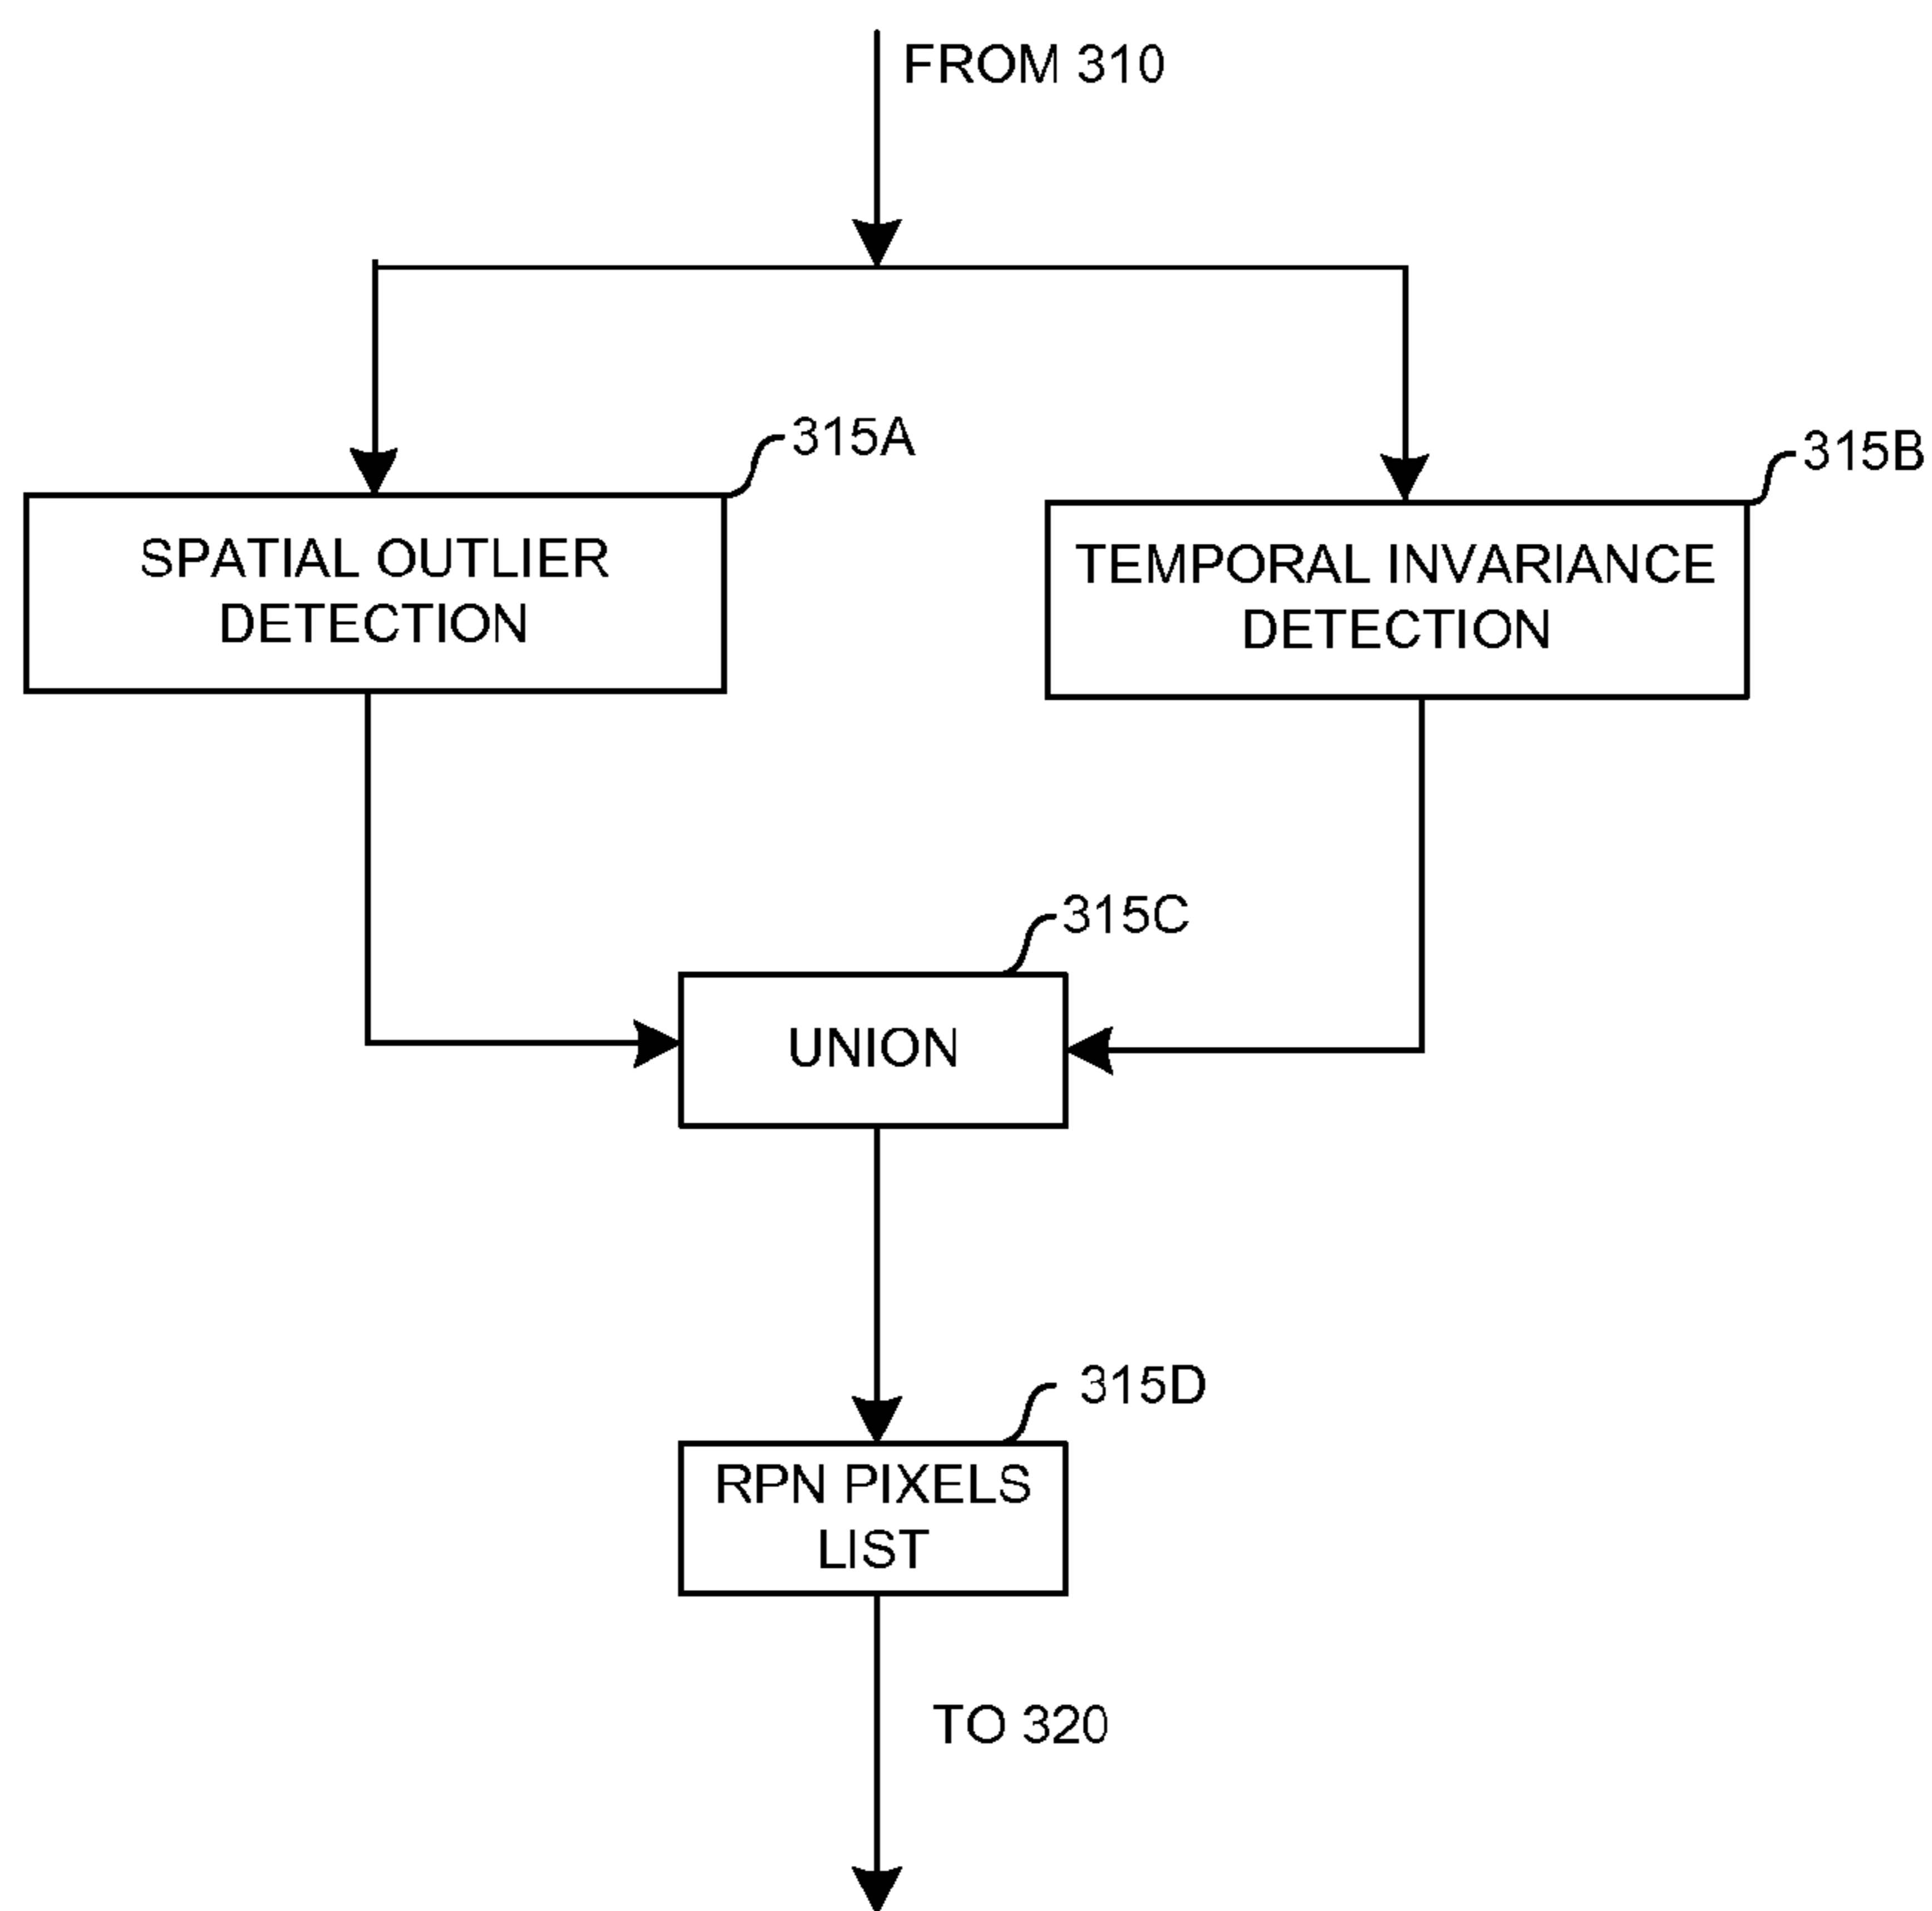 FROM 310
315A
315B
SPATIAL OUTLIER
DETECTION
TEMPORAL INVARIANCE
DETECTION
315C
UNION
315D
RPN PIXELS
LIST
TO 320